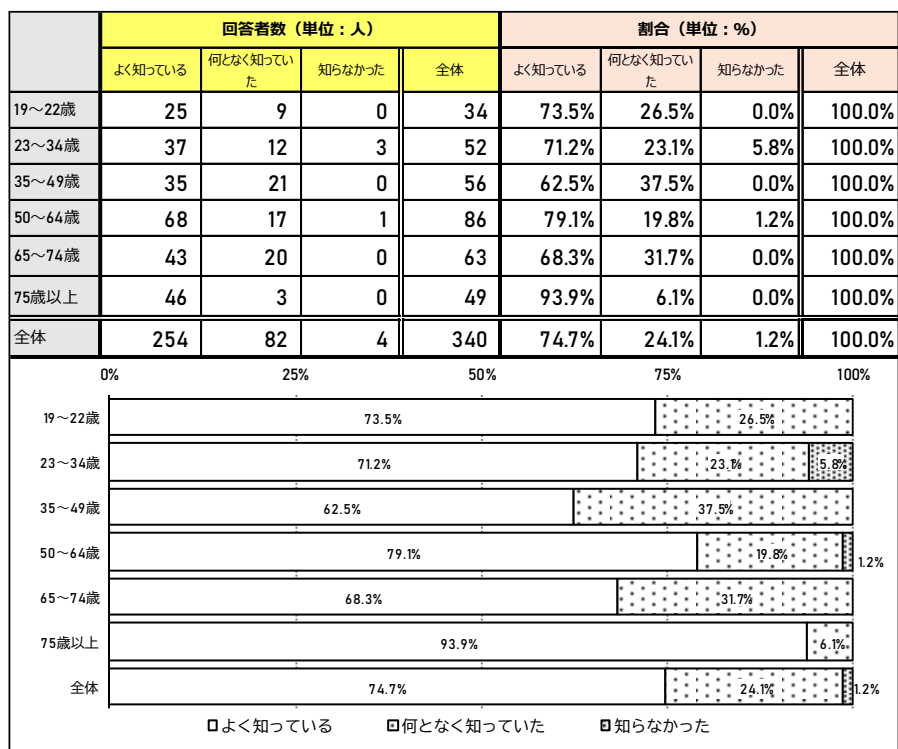 回答者数（単位：人） 割合（単位：%）
よく知っている 何となく知ってい
た 知らなかった 全体 よく知っている 何となく知ってい
た 知らなかった 全体
19～22歳 25 9 0 34 73.5% 26.5% 0.0% 100.0%
23～34歳 37 12 3 52 71.2% 23.1% 5.8% 100.0%
35～49歳 35 21 0 56 62.5% 37.5% 0.0% 100.0%
50～64歳 68 17 1 86 79.1% 19.8% 1.2% 100.0%
65～74歳 43 20 0 63 68.3% 31.7% 0.0% 100.0%
75歳以上 46 3 0 49 93.9% 6.1% 0.0% 100.0%
全体 254 82 4 340 74.7% 24.1% 1.2% 100.0%
0% 25% 50% 75% 100%
19～22歳 73.5% 26.5%
23～34歳 71.2% 23.1% 5.8%
35～49歳 62.5% 37.5%
50～64歳 79.1% 19.8% 1.2%
65～74歳 68.3% 31.7%
75歳以上 93.9% 6.1%
全体 74.7% 24.1% 1.2%
よく知っている 何となく知っていた 知らなかった